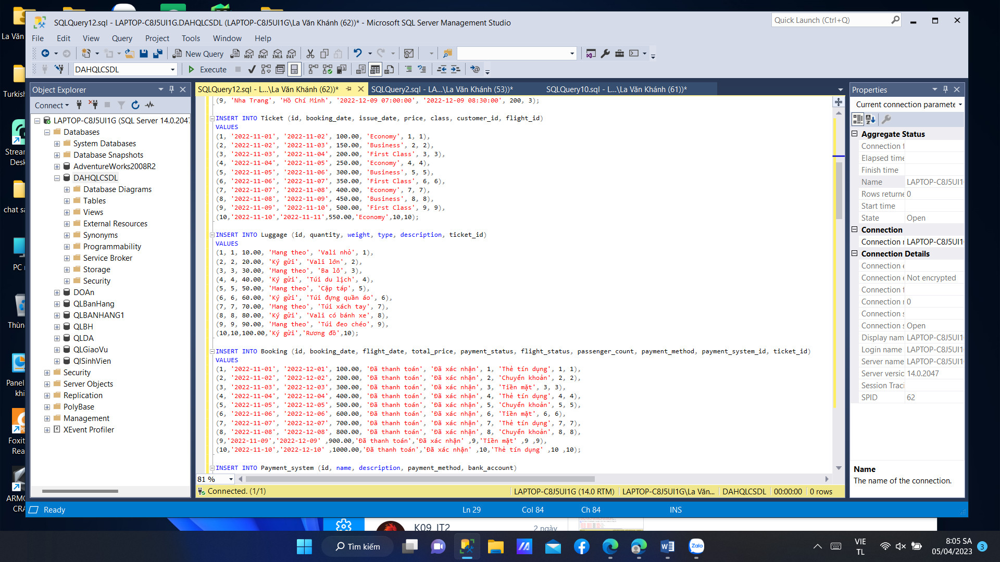 SQLQuery12.sql - LAPTOP-C8J5UI1G.DAHQLCSDL (LAPTOP-C8J5UI1G\La Văn Khánh (62))* - Microsoft SQL Server Management Studio
Quick Launch (Ctrl+Q)
File Edit View Query Project Tools Window Help
New Query
DAHQLCSDL
Execute
Object Explorer
Connect
LAPTOP-C8J5UI1G (SQL Server 14.0.2047
Databases
System Databases
Database Snapshots
AdventureWorks2008R2
DAHQLCSDL
Database Diagrams
Tables
Views
External Resources
Synonyms
Programmability
Service Broker
Storage
Security
DOAn
QLBanHang
QLBANHANG1
QLBH
QLDA
QLGiaoVu
QlSinhVien
Security
Server Objects
Replication
PolyBase
Management
XEvent Profiler
SQLQuery12.sql - L...\La Văn Khánh (62))*
SQLQuery2.sql - LA...\La Văn Khánh (53))*
SQLQuery10.sql - L...\La Văn Khánh (61))*
(9, 'Nha Trang', 'Hồ Chí Minh', '2022-12-09 07:00:00', '2022-12-09 08:30:00', 200, 3);
INSERT INTO Ticket (id, booking_date, issue_date, price, class, customer_id, flight_id)
VALUES
(1, '2022-11-01', '2022-11-02', 100.00, 'Economy', 1, 1),
(2, '2022-11-02', '2022-11-03', 150.00, 'Business', 2, 2),
(3, '2022-11-03', '2022-11-04', 200.00, 'First Class', 3, 3),
(4, '2022-11-04', '2022-11-05', 250.00, 'Economy', 4, 4),
(5, '2022-11-05', '2022-11-06', 300.00, 'Business', 5, 5),
(6, '2022-11-06', '2022-11-07', 350.00, 'First Class', 6, 6),
(7, '2022-11-07', '2022-11-08', 400.00, 'Economy', 7, 7),
(8, '2022-11-08', '2022-11-09', 450.00, 'Business', 8, 8),
(9, '2022-11-09', '2022-11-10', 500.00, 'First Class', 9, 9),
(10,'2022-11-10','2022-11-11',550.00,'Economy',10,10);
INSERT INTO Luggage (id, quantity, weight, type, description, ticket_id)
VALUES
(1, 1, 10.00, 'Mang theo', 'Vali nhỏ', 1),
(2, 2, 20.00, 'Ký gửi', 'Vali lớn', 2),
(3, 3, 30.00, 'Mang theo', 'Ba lô', 3),
(4, 4, 40.00, 'Ký gửi', 'Túi du lịch', 4),
(5, 5, 50.00, 'Mang theo', 'Cặp táp', 5),
(6, 6, 60.00, 'Ký gửi', 'Túi đựng quần áo', 6),
(7, 7, 70.00, 'Mang theo', 'Túi xách tay', 7),
(8, 8, 80.00, 'Ký gửi', 'Vali có bánh xe', 8),
(9, 9, 90.00, 'Mang theo', 'Túi đeo chéo', 9),
(10,10,100.00,'Ký gửi','Rương đồ',10);
INSERT INTO Booking (id, booking_date, flight_date, total_price, payment_status, flight_status, passenger_count, payment_method, payment_system_id, ticket_id)
VALUES
(1, '2022-11-01', '2022-12-01', 100.00, 'Đã thanh toán', 'Đã xác nhận', 1, 'Thẻ tín dụng', 1, 1),
(2, '2022-11-02', '2022-12-02', 200.00, 'Đã thanh toán', 'Đã xác nhận', 2, 'Chuyển khoản', 2, 2),
(3, '2022-11-03', '2022-12-03', 300.00, 'Đã thanh toán', 'Đã xác nhận', 3, 'Tiền mặt', 3, 3),
(4, '2022-11-04', '2022-12-04', 400.00, 'Đã thanh toán', 'Đã xác nhận', 4, 'Thẻ tín dụng', 4, 4),
(5, '2022-11-05', '2022-12-05', 500.00, 'Đã thanh toán', 'Đã xác nhận', 5, 'Chuyển khoản', 5, 5),
(6, '2022-11-06', '2022-12-06', 600.00, 'Đã thanh toán', 'Đã xác nhận', 6, 'Tiền mặt', 6, 6),
(7, '2022-11-07', '2022-12-07', 700.00, 'Đã thanh toán', 'Đã xác nhận', 7, 'Thẻ tín dụng', 7, 7),
(8, '2022-11-08', '2022-12-08', 800.00, 'Đã thanh toán', 'Đã xác nhận', 8, 'Chuyển khoản', 8, 8),
(9,'2022-11-09','2022-12-09' ,900.00,'Đã thanh toán','Đã xác nhận' ,9,'Tiền mặt' ,9 ,9),
(10,'2022-11-10','2022-12-10' ,1000.00,'Đã thanh toán','Đã xác nhận' ,10,'Thẻ tín dụng' ,10 ,10);
INSERT INTO Payment_system (id, name, description, payment_method, bank_account)
81 %
Connected. (1/1)
LAPTOP-C8J5UI1G (14.0 RTM)
LAPTOP-C8J5UI1G\La Văn...
DAHQLCSDL
00:00:00
0 rows
Properties
Current connection paramete
Aggregate Status
Connection f
Elapsed time
Finish time
Name LAPTOP-C8J5UI1
Rows returne 0
Start time
State Open
Connection
Connection r LAPTOP-C8J5UI1
Connection Details
Connection e
Connection e Not encrypted
Connection f
Connection r 0
Connection s
Connection s Open
Display nam LAPTOP-C8J5UI1
Login name LAPTOP-C8J5UI1
Server name LAPTOP-C8J5UI1
Server versio 14.0.2047
Session Traci
SPID 62
Name
The name of the connection.
Ready
Ln 29
Col 84
Ch 84
INS
La Văn
Turkish
Stream
Desk
chat sa
PC
Thùn
Panel
khi
Foxit
Rea
ARMO
CRA
K09_IT2
2 ngày
Tìm kiếm
Zalo
VIE
TL
8:05 SA
05/04/2023
3